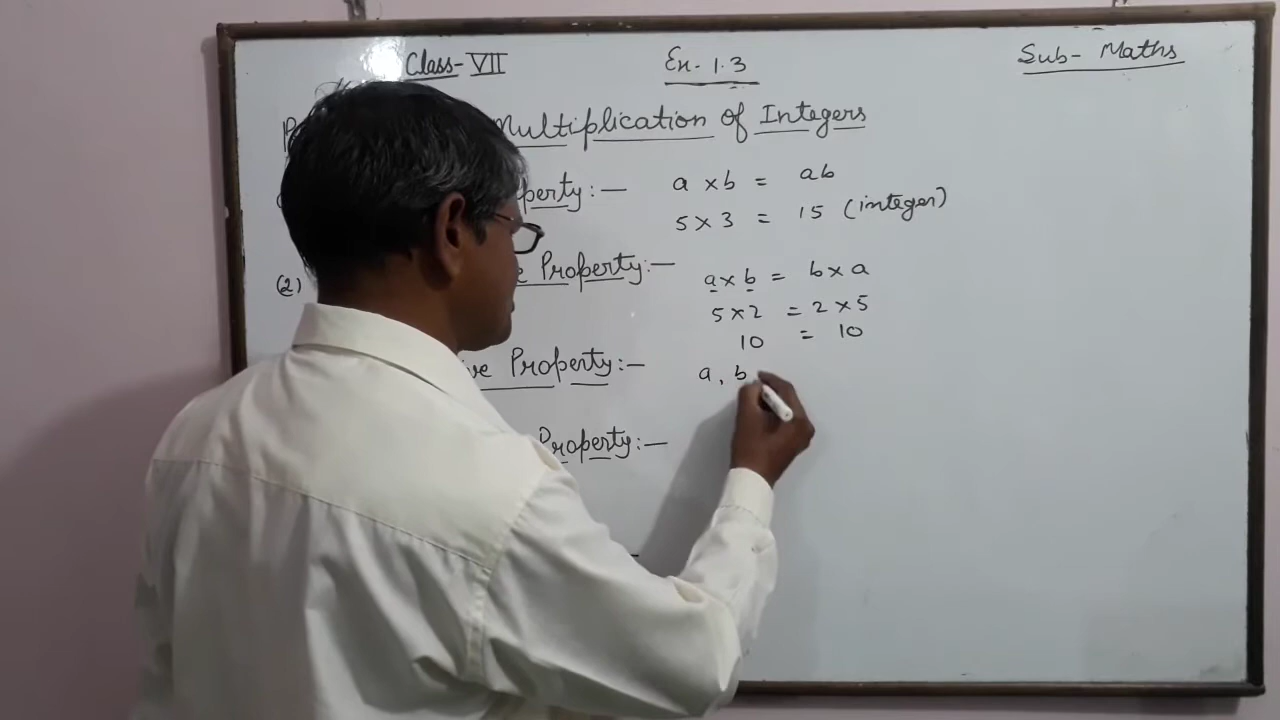 Class- VII
Ex- 1.3
Sub- Maths
Multiplication of Integers
perty:—
a × b = ab
5 × 3 = 15 (integer)
(2)
e Property:—
a × b = b × a
5 × 2 = 2 × 5
10 = 10
ive Property:—
a, b
Property:—